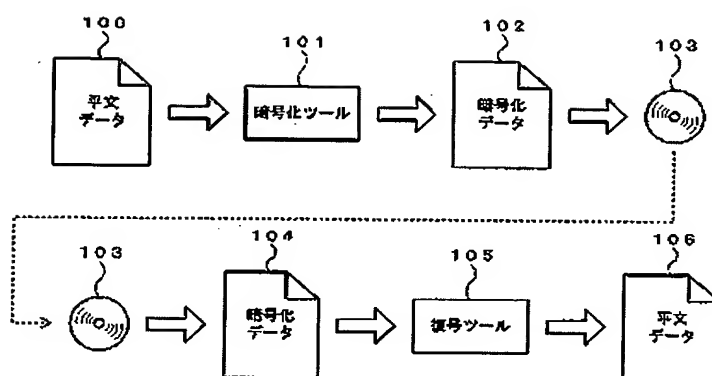 100
101
102
103
平文
データ
暗号化ツール
暗号化
データ
103
104
105
106
暗号化
データ
復号ツール
平文
データ